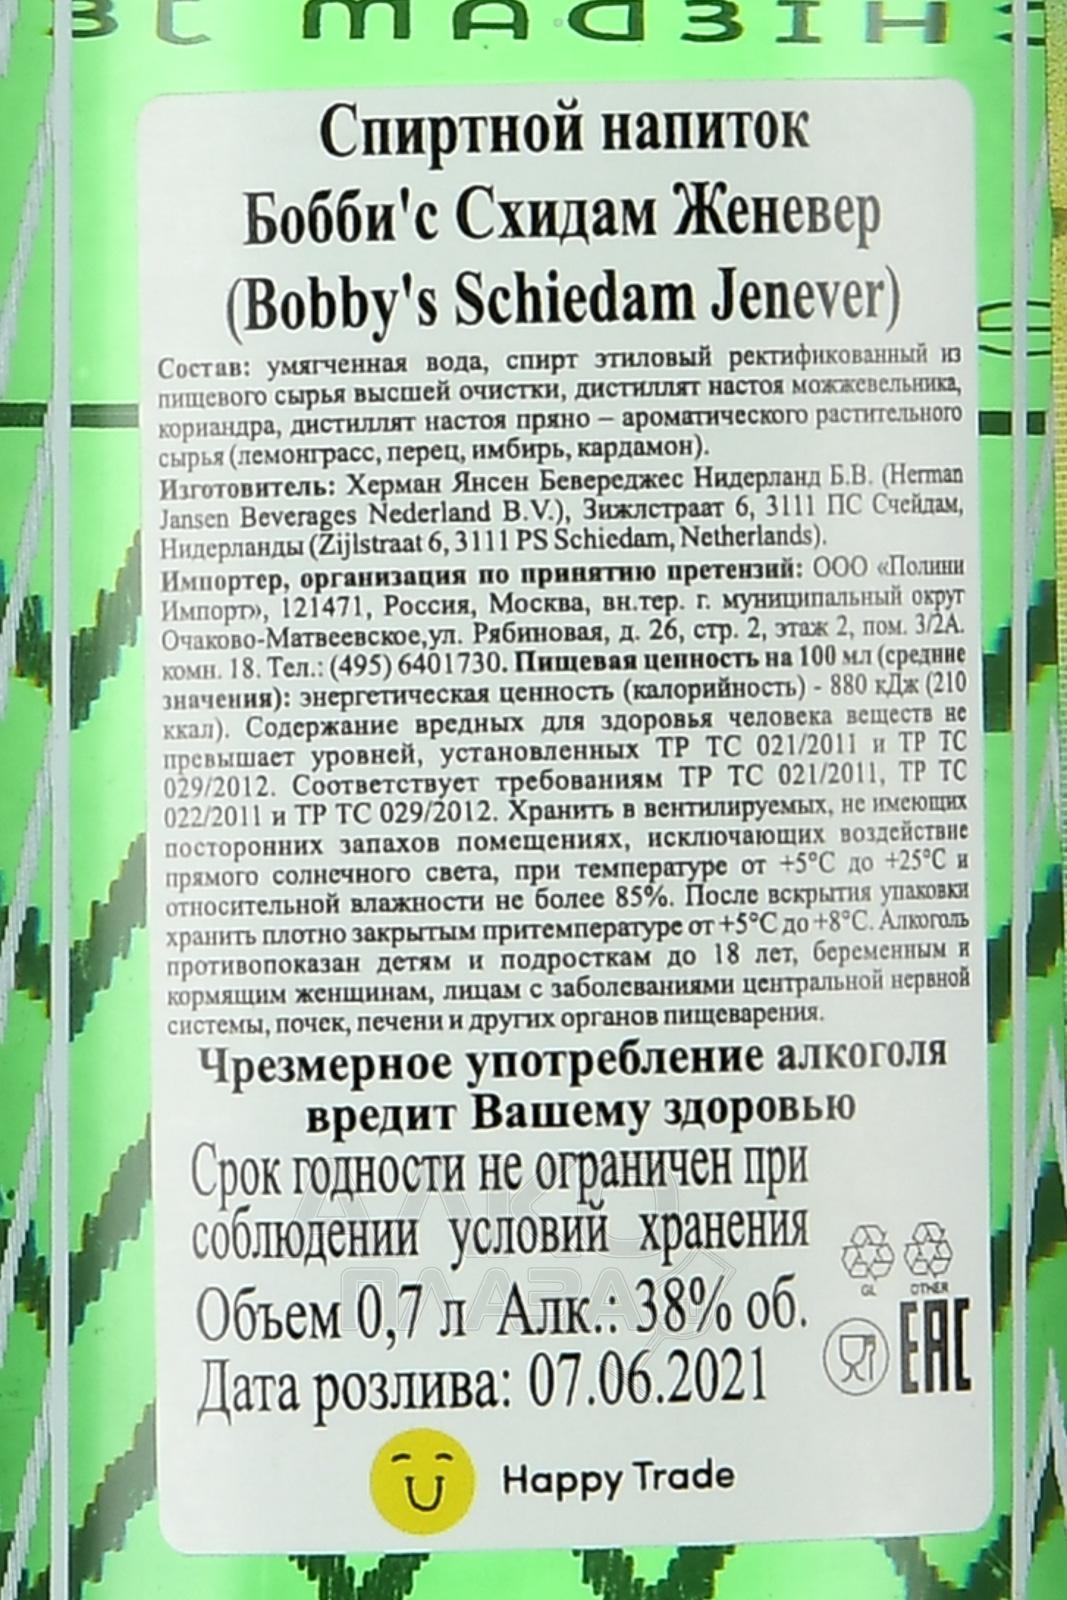 Спиртной напиток
Бобби'с Схидам Женевер
(Bobby's Schiedam Jenever)
Состав: умягченная вода, спирт этиловый ректификованный из
пищевого сырья высшей очистки, дистиллят настоя можжевельника,
кориандра, дистиллят настоя пряно – ароматического растительного
сырья (лемонграсс, перец, имбирь, кардамон).
Изготовитель: Херман Янсен Бевереджес Нидерланд Б.В. (Herman
Jansen Beverages Nederland B.V.), Зижлстраат 6, 3111 ПС Счейдам,
Нидерланды (Zijlstraat 6, 3111 PS Schiedam, Netherlands).
Импортер, организация по принятию претензий: ООО «Полини
Импорт», 121471, Россия, Москва, вн.тер. г. муниципальный округ
Очаково-Матвеевское,ул. Рябиновая, д. 26, стр. 2, этаж 2, пом. 3/2А.
комн. 18. Тел.: (495) 6401730. Пищевая ценность на 100 мл (средние
значения): энергетическая ценность (калорийность) - 880 кДж (210
ккал). Содержание вредных для здоровья человека веществ не
превышает уровней, установленных ТР ТС 021/2011 и ТР ТС
029/2012. Соответствует требованиям ТР ТС 021/2011, ТР ТС
022/2011 и ТР ТС 029/2012. Хранить в вентилируемых, не имеющих
посторонних запахов помещениях, исключающих воздействие
прямого солнечного света, при температуре от +5°C до +25°C и
относительной влажности не более 85%. После вскрытия упаковки
хранить плотно закрытым притемпературе от +5°C до +8°C. Алкоголь
противопоказан детям и подросткам до 18 лет, беременным и
кормящим женщинам, лицам с заболеваниями центральной нервной
системы, почек, печени и других органов пищеварения.
Чрезмерное употребление алкоголя
вредит Вашему здоровью
Срок годности не ограничен при
соблюдении условий хранения
GL OTHER
Объем 0,7 л Алк.: 38% об.
EAC
Дата розлива: 07.06.2021
Happy Trade
АЛКО
ПЛАЗА